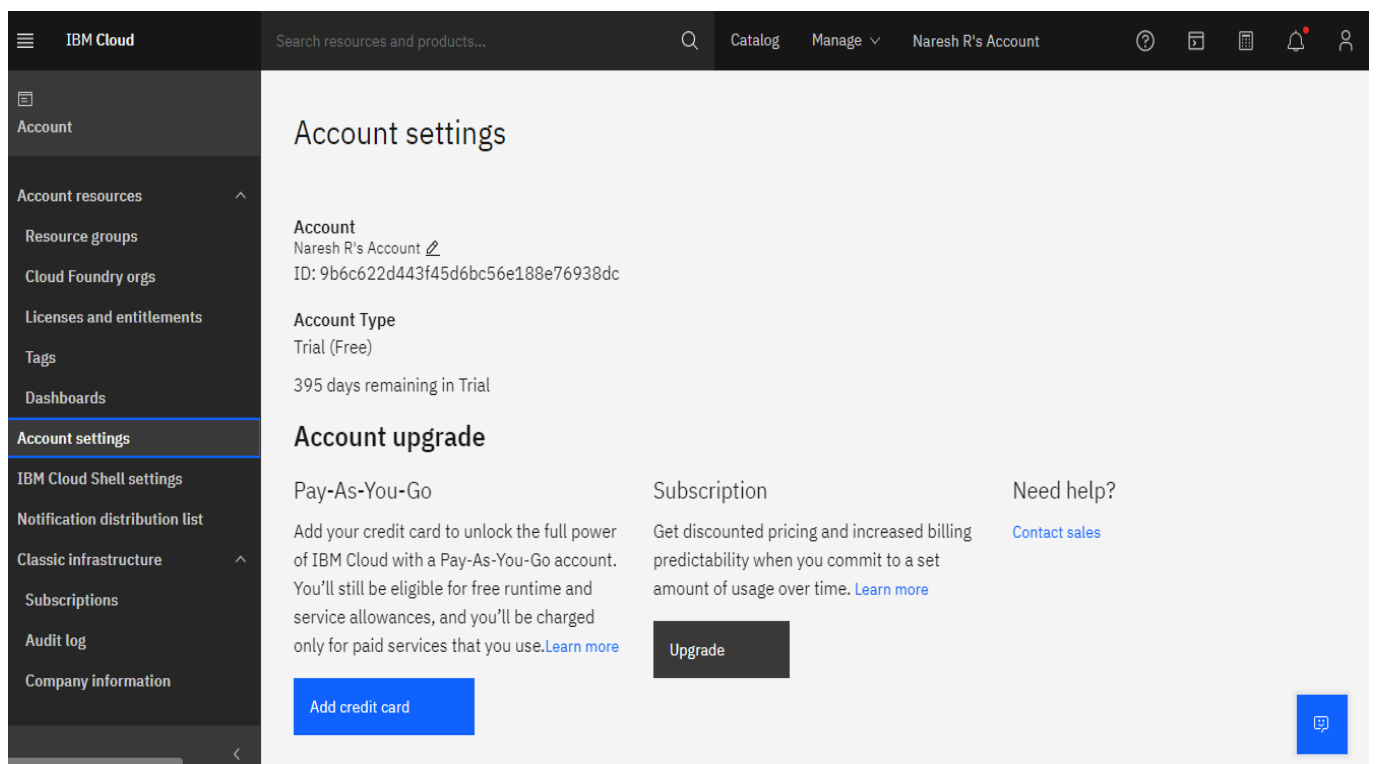 IBM Cloud
Search resources and products...
Catalog
Manage
Naresh R's Account
Account
Account resources
Resource groups
Cloud Foundry orgs
Licenses and entitlements
Tags
Dashboards
Account settings
IBM Cloud Shell settings
Notification distribution list
Classic infrastructure
Subscriptions
Audit log
Company information
Account settings
Account
Naresh R's Account
ID: 9b6c622d443f45d6bc56e188e76938dc
Account Type
Trial (Free)
395 days remaining in Trial
Account upgrade
Pay-As-You-Go
Add your credit card to unlock the full power
of IBM Cloud with a Pay-As-You-Go account.
You'll still be eligible for free runtime and
service allowances, and you'll be charged
only for paid services that you use.Learn more
Add credit card
Subscription
Get discounted pricing and increased billing
predictability when you commit to a set
amount of usage over time. Learn more
Upgrade
Need help?
Contact sales